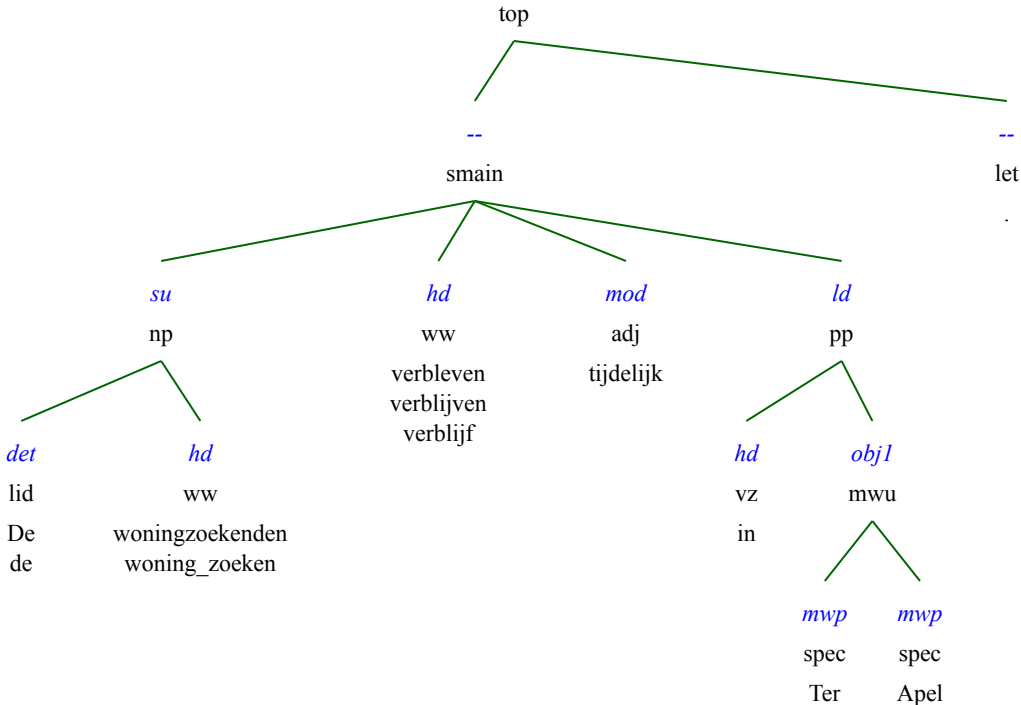 top
-- --
smain let
.
su hd mod ld
np ww adj pp
verbleven tijdelijk
verblijven
verblijf
det hd hd obj1
lid ww vz mwu
De woningzoekenden in
de woning_zoeken
mwp mwp
spec spec
Ter Apel